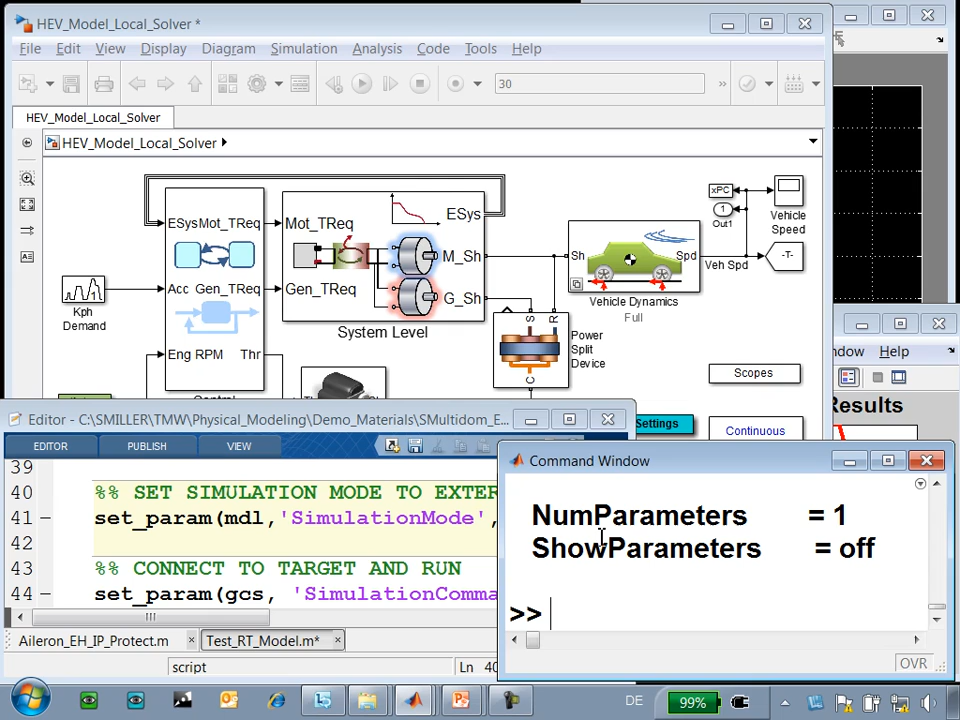 HEV_Model_Local_Solver *
File Edit View Display Diagram Simulation Analysis Code Tools Help
30
»
»
HEV_Model_Local_Solver
HEV_Model_Local_Solver
ESys
Mot_TReq
Mot_TReq
ESys
Acc
Gen_TReq
Gen_TReq
M_Sh
G_Sh
Eng RPM
Thr
Kph
Demand
System Level
Sh
Spd
Vehicle Dynamics
Full
Veh Spd
xPC
1
Out1
Vehicle
Speed
-T-
S
R
C
Power
Split
Device
Scopes
Settings
Continuous
ndow Help
Results
Editor - C:\SMILLER\TMW\Physical_Modeling\Demo_Materials\SMultidom_E...
EDITOR PUBLISH VIEW
39
40 %% SET SIMULATION MODE TO EXTER
41 - set_param(mdl,'SimulationMode',
42
43 %% CONNECT TO TARGET AND RUN
44 - set_param(gcs, 'SimulationComma
Aileron_EH_IP_Protect.m × Test_RT_Model.m* ×
script Ln 40
Command Window
NumParameters = 1
ShowParameters = off
>>
OVR
DE 99%